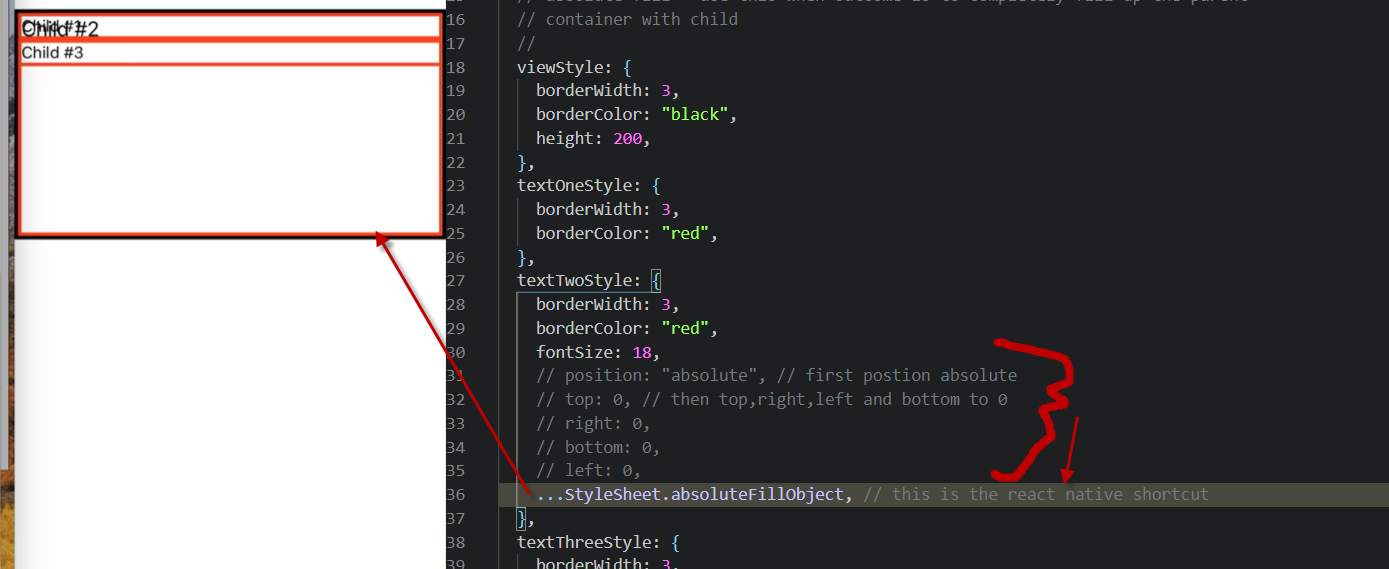 Child #2
Child #3
16 // container with child
17 //
18 viewStyle: {
19 borderWidth: 3,
20 borderColor: "black",
21 height: 200,
22 },
23 textOneStyle: {
24 borderWidth: 3,
25 borderColor: "red",
26 },
27 textTwoStyle: {
28 borderWidth: 3,
29 borderColor: "red",
30 fontSize: 18,
31 // position: "absolute", // first postion absolute
32 // top: 0, // then top,right,left and bottom to 0
33 // right: 0,
34 // bottom: 0,
35 // left: 0,
36 ...StyleSheet.absoluteFillObject, // this is the react native shortcut
37 },
38 textThreeStyle: {
39 borderWidth: 3,